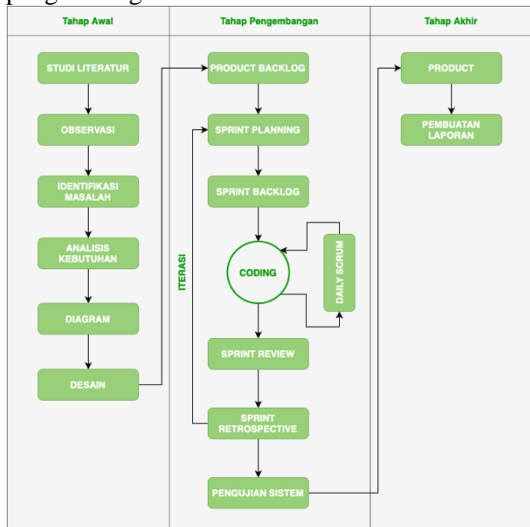 Tahap Awal
Tahap Pengembangan
Tahap Akhir
STUDI LITERATUR
OBSERVASI
IDENTIFIKASI
MASALAH
ANALISIS
KEBUTUHAN
DIAGRAM
DESAIN
PRODUCT BACKLOG
SPRINT PLANNING
SPRINT BACKLOG
ITERASI
CODING
DAILY SCRUM
SPRINT REVIEW
SPRINT
RETROSPECTIVE
PENGUJIAN SISTEM
PRODUCT
PEMBUATAN
LAPORAN